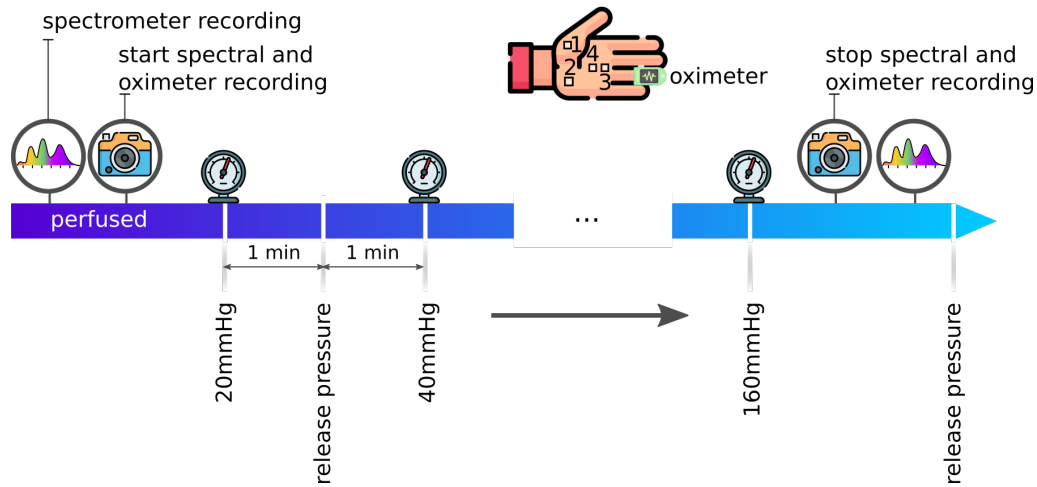 spectrometer recording
start spectral and
oximeter recording
1
4
2
3
oximeter
stop spectral and
oximeter recording
perfused
...
1 min
1 min
20mmHg
release pressure
40mmHg
160mmHg
release pressure